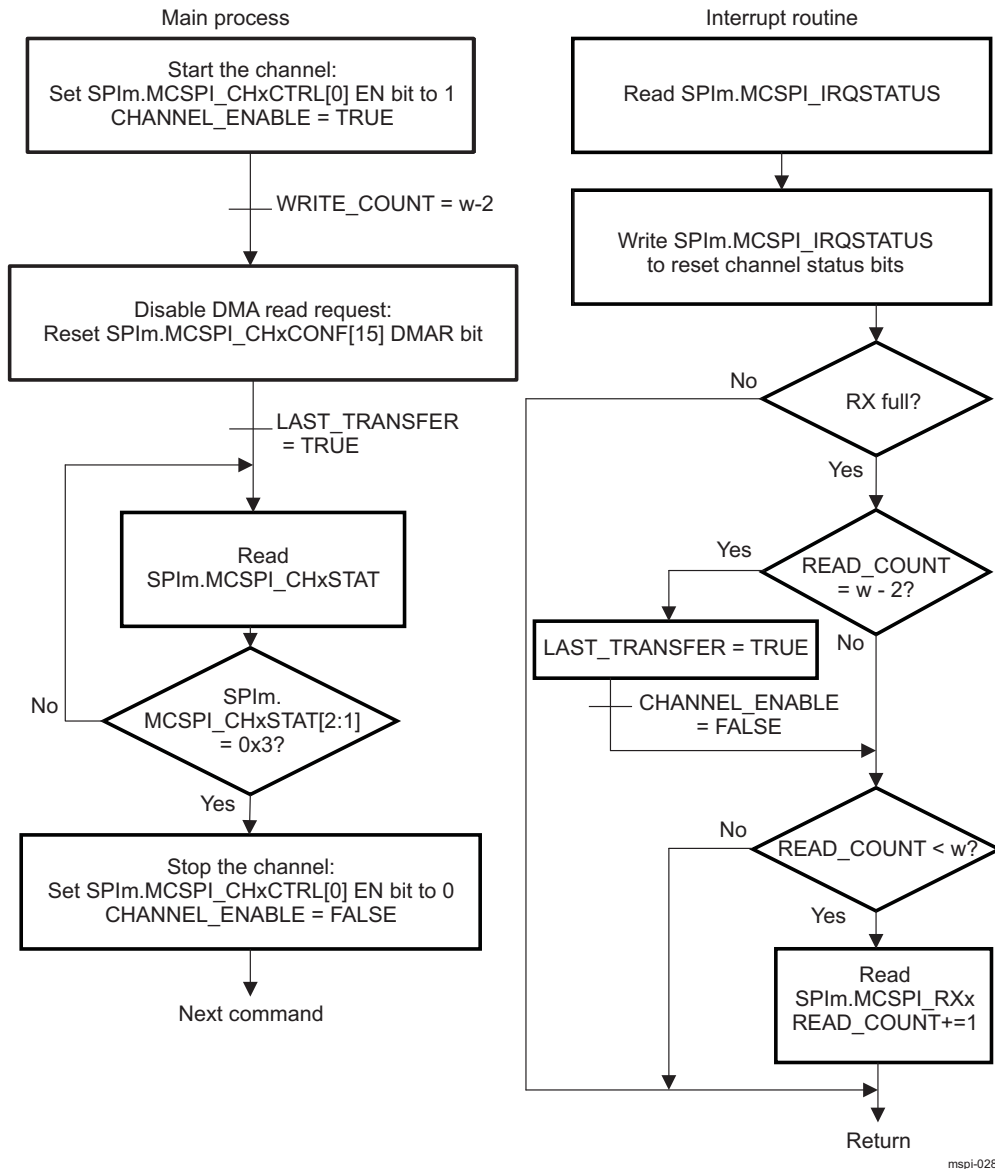 Main process
Start the channel:
Set SPIm.MCSPI_CHxCTRL[0] EN bit to 1
CHANNEL_ENABLE = TRUE
WRITE_COUNT = w-2
Disable DMA read request:
Reset SPIm.MCSPI_CHxCONF[15] DMAR bit
LAST_TRANSFER
= TRUE
Read
SPIm.MCSPI_CHxSTAT
No
SPIm.
MCSPI_CHxSTAT[2:1]
= 0x3?
Yes
Stop the channel:
Set SPIm.MCSPI_CHxCTRL[0] EN bit to 0
CHANNEL_ENABLE = FALSE
Next command
Interrupt routine
Read SPIm.MCSPI_IRQSTATUS
Write SPIm.MCSPI_IRQSTATUS
to reset channel status bits
No
RX full?
Yes
Yes
READ_COUNT
= w - 2?
LAST_TRANSFER = TRUE
No
CHANNEL_ENABLE
= FALSE
No
READ_COUNT < w?
Yes
Read
SPIm.MCSPI_RXx
READ_COUNT+=1
Return
mspi-028